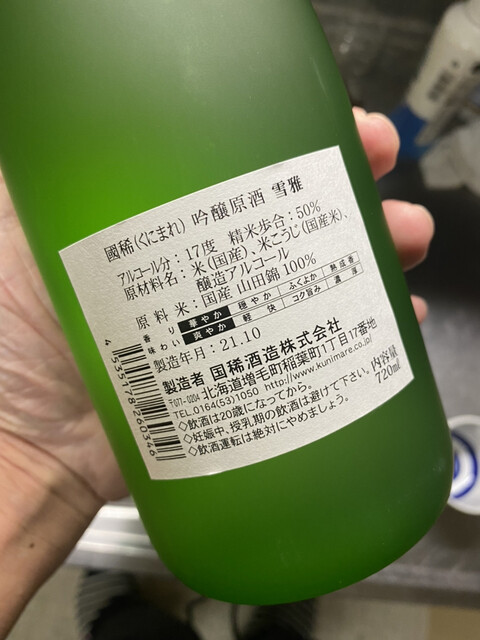 國稀(くにまれ) 吟醸原酒 雪雅
アルコール分：17度 精米歩合：50%
原材料名：米(国産)、米こうじ(国産米)、
醸造アルコール
原料米：国産 山田錦100%
香 華やか 穏やか ふくよか 熟成香
味わい 爽やか 軽快 コク旨み 濃厚
製造年月：21.10
製造者 国稀酒造株式会社
〒077-0204 北海道増毛町稲葉町1丁目17番地
TEL.0164(53)1050 http://www.kunimare.co.jp
◇飲酒は20歳になってから。
◇妊娠中、授乳期の飲酒は避けて下さい。
◇飲酒運転は絶対にやめましょう。
内容量
720ml
4 533178 260346